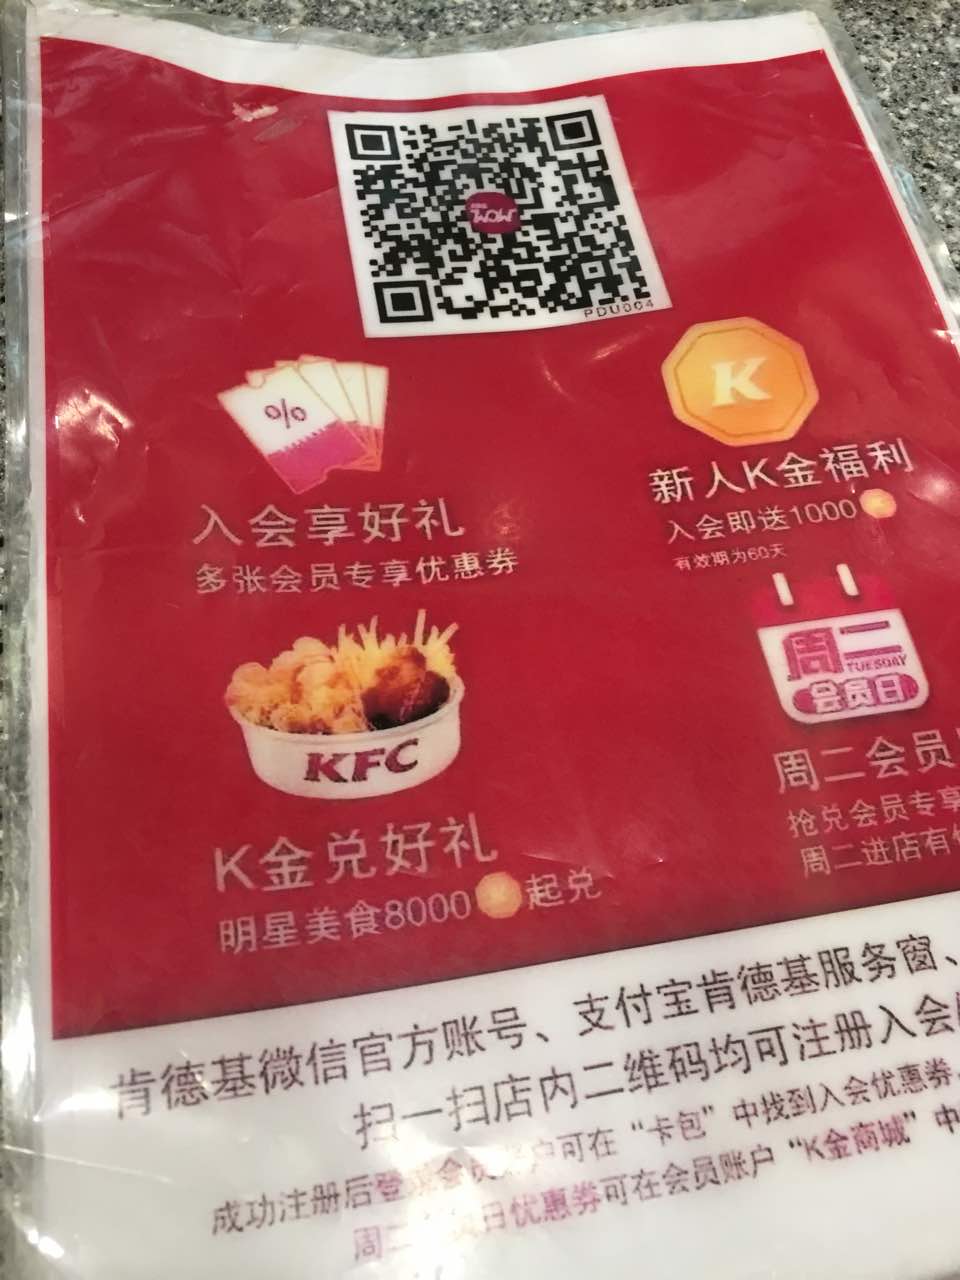 PDU004
%
K
入会享好礼
多张会员专享优惠券
新人K金福利
入会即送1000
有效期为60天
周二
TUESDAY
会员日
KFC
K金兑好礼
明星美食8000起兑
周二会员
抢兑会员专享
周二进店有
肯德基微信官方账号、支付宝肯德基服务窗、
扫一扫店内二维码均可注册入会
成功注册后登 会员 户可在“卡包”中找到入会优惠券、
周二 日优惠券可在会员账户“K金商城”中